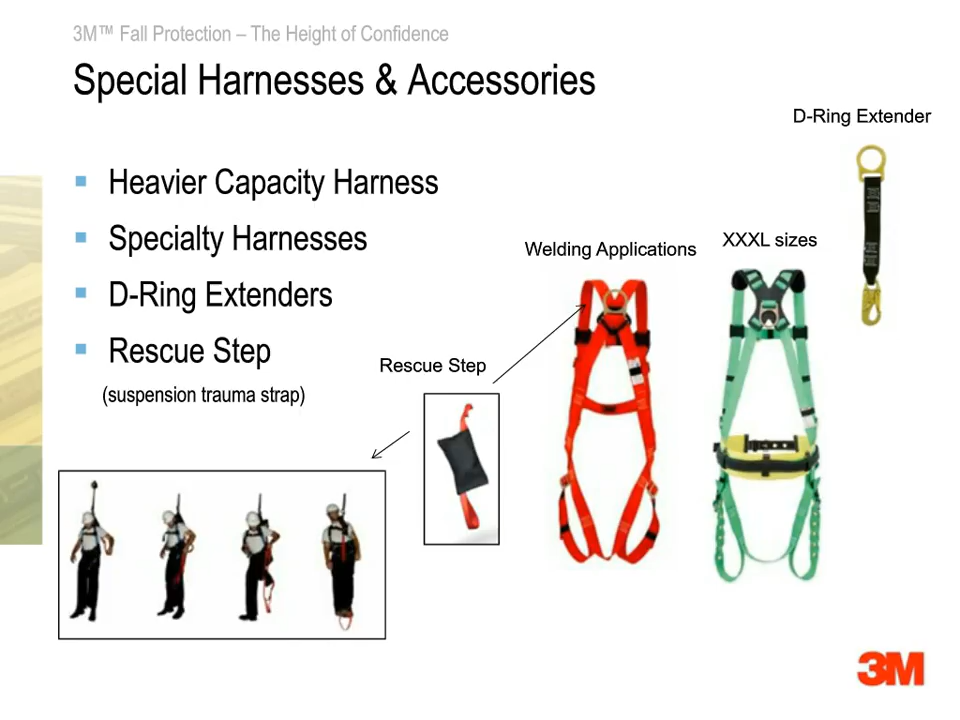 3M™ Fall Protection – The Height of Confidence
Special Harnesses & Accessories
D-Ring Extender
Heavier Capacity Harness
Specialty Harnesses
D-Ring Extenders
Rescue Step
(suspension trauma strap)
Welding Applications
XXXL sizes
Rescue Step
3M
3M